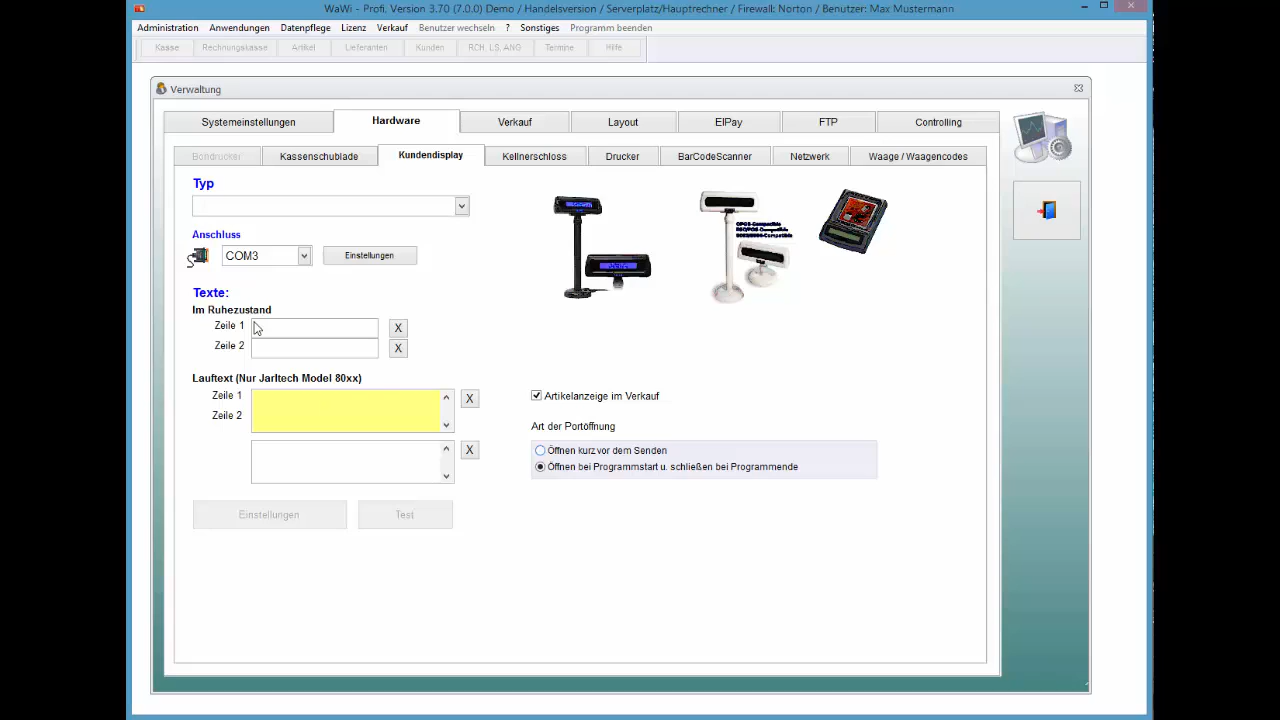 WaWi - Profi. Version 3.70 (7.0.0) Demo / Handelsversion / Serverplatz/Hauptrechner / Firewall: Norton / Benutzer: Max Mustermann
Administration Anwendungen Datenpflege Lizenz Verkauf Benutzer wechseln ? Sonstiges Programm beenden
Kasse Rechnungskasse Artikel Lieferanten Kunden RCH, LS, ANG Termine Hilfe
Verwaltung
Systemeinstellungen Hardware Verkauf Layout ElPay FTP Controlling
Bondrucker Kassenschublade Kundendisplay Kellnerschloss Drucker BarCodeScanner Netzwerk Waage / Waagencodes
Typ
Anschluss
COM3 Einstellungen
Texte:
Im Ruhezustand
Zeile 1 X
Zeile 2 X
Lauftext (Nur Jarltech Model 80xx)
Zeile 1 X
Zeile 2
X
Artikelanzeige im Verkauf
Art der Portöffnung
Öffnen kurz vor dem Senden
Öffnen bei Programmstart u. schließen bei Programmende
Einstellungen Test